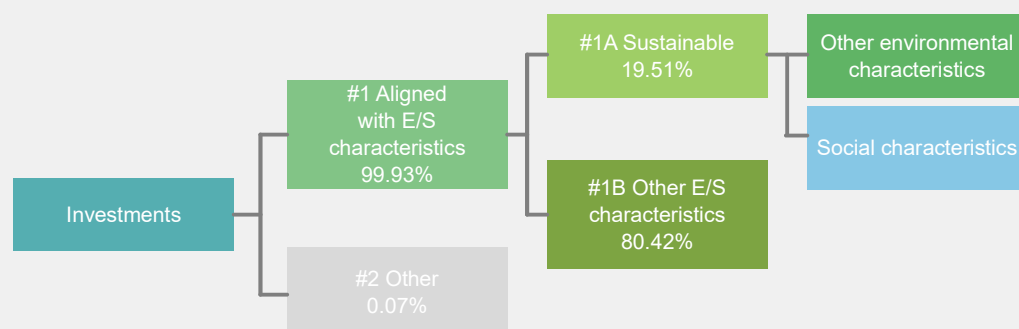 Investments
#1 Aligned
with E/S
characteristics
99.93%
#2 Other
0.07%
#1A Sustainable
19.51%
#1B Other E/S
characteristics
80.42%
Other environmental
characteristics
Social characteristics